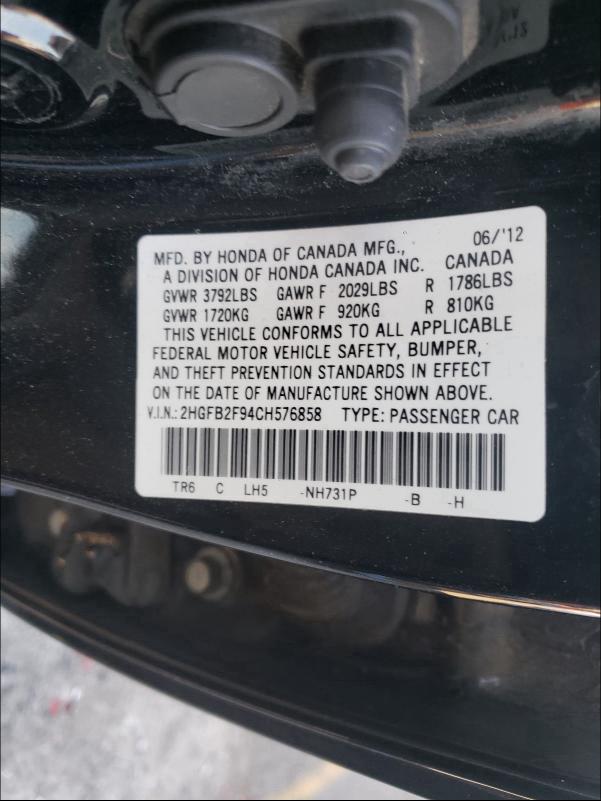 06/'12
MFD. BY HONDA OF CANADA MFG.,
A DIVISION OF HONDA CANADA INC. CANADA
GVWR 3792LBS GAWR F 2029LBS R 1786LBS
GVWR 1720KG GAWR F 920KG R 810KG
THIS VEHICLE CONFORMS TO ALL APPLICABLE
FEDERAL MOTOR VEHICLE SAFETY, BUMPER,
AND THEFT PREVENTION STANDARDS IN EFFECT
ON THE DATE OF MANUFACTURE SHOWN ABOVE.
V.I.N.: 2HGFB2F94CH576858 TYPE: PASSENGER CAR
TR6 C LH5 -NH731P -B -H